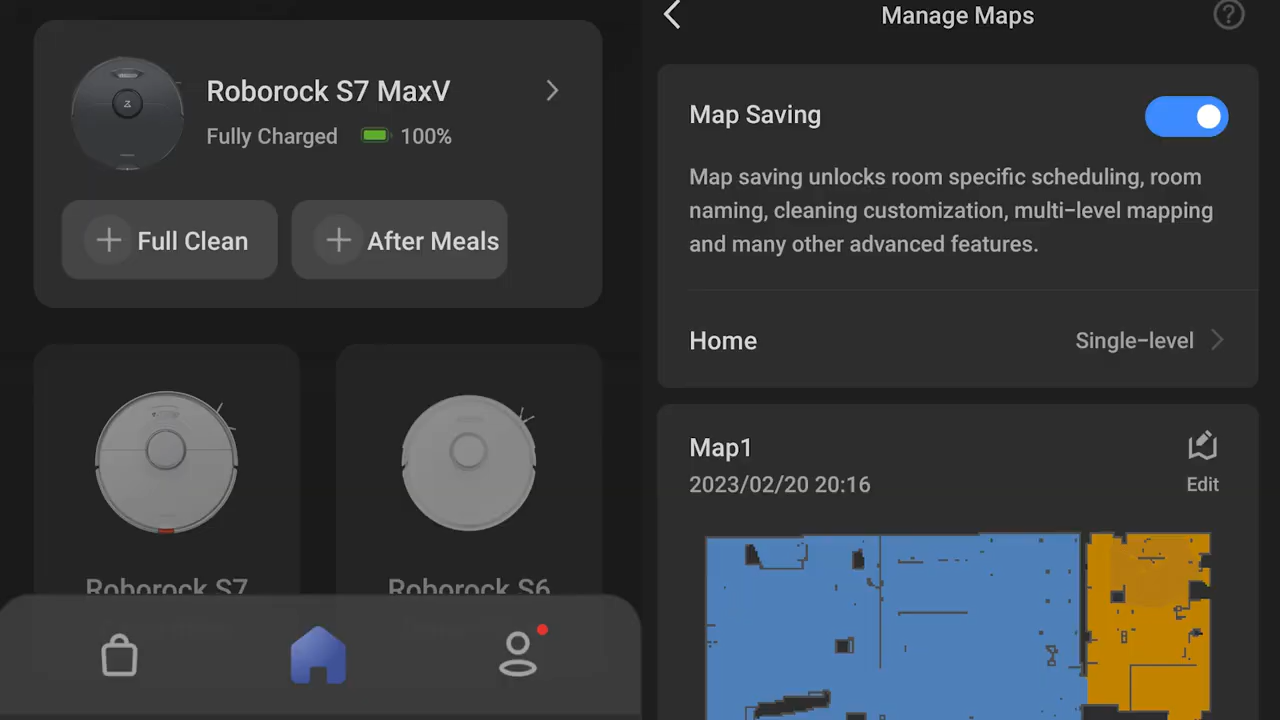 Roborock S7 MaxV
Fully Charged 100%
Full Clean
After Meals
Roborock S7
Roborock S6
Manage Maps
Map Saving
Map saving unlocks room specific scheduling, room
naming, cleaning customization, multi-level mapping
and many other advanced features.
Home
Single-level
Map1
2023/02/20 20:16
Edit